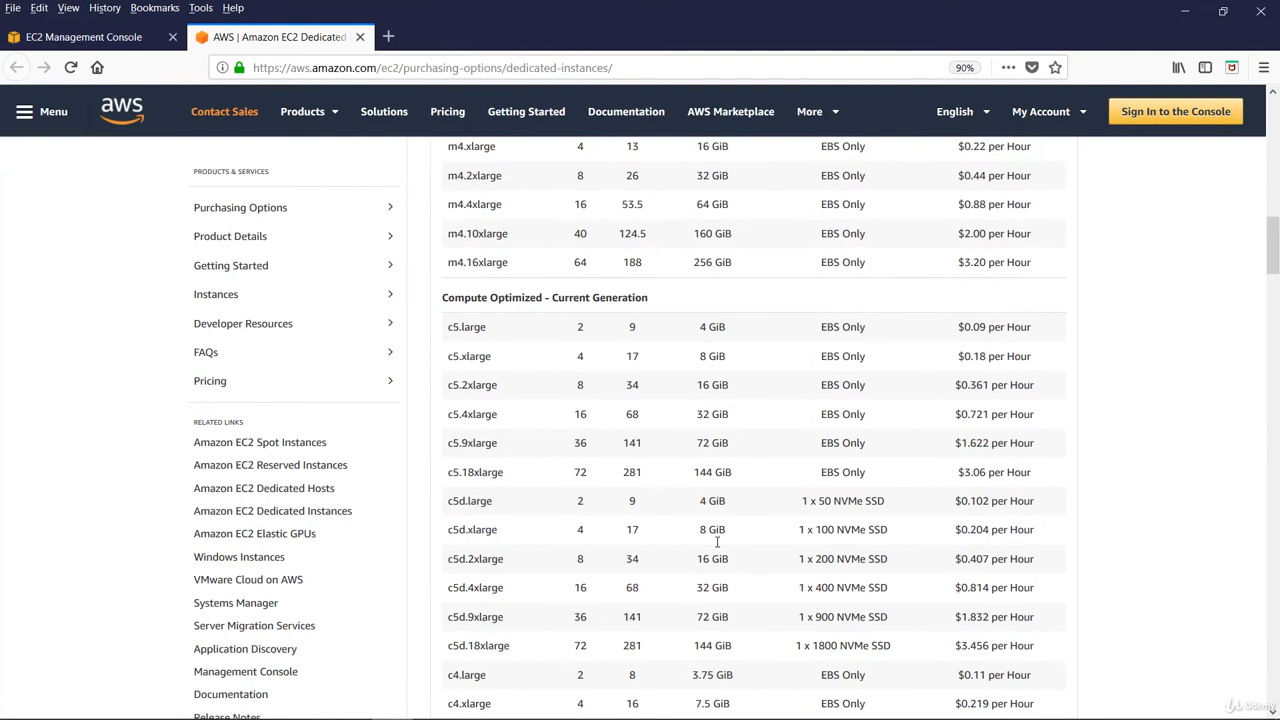 File Edit View History Bookmarks Tools Help
EC2 Management Console
AWS | Amazon EC2 Dedicated
https://aws.amazon.com/ec2/purchasing-options/dedicated-instances/
90%
Menu
aws
Contact Sales Products Solutions Pricing Getting Started Documentation AWS Marketplace More
English My Account Sign In to the Console
PRODUCTS & SERVICES
Purchasing Options
Product Details
Getting Started
Instances
Developer Resources
FAQs
Pricing
RELATED LINKS
Amazon EC2 Spot Instances
Amazon EC2 Reserved Instances
Amazon EC2 Dedicated Hosts
Amazon EC2 Dedicated Instances
Amazon EC2 Elastic GPUs
Windows Instances
VMware Cloud on AWS
Systems Manager
Server Migration Services
Application Discovery
Management Console
Documentation
Release Notes
m4.xlarge 4 13 16 GiB EBS Only $0.22 per Hour
m4.2xlarge 8 26 32 GiB EBS Only $0.44 per Hour
m4.4xlarge 16 53.5 64 GiB EBS Only $0.88 per Hour
m4.10xlarge 40 124.5 160 GiB EBS Only $2.00 per Hour
m4.16xlarge 64 188 256 GiB EBS Only $3.20 per Hour
Compute Optimized - Current Generation
c5.large 2 9 4 GiB EBS Only $0.09 per Hour
c5.xlarge 4 17 8 GiB EBS Only $0.18 per Hour
c5.2xlarge 8 34 16 GiB EBS Only $0.361 per Hour
c5.4xlarge 16 68 32 GiB EBS Only $0.721 per Hour
c5.9xlarge 36 141 72 GiB EBS Only $1.622 per Hour
c5.18xlarge 72 281 144 GiB EBS Only $3.06 per Hour
c5d.large 2 9 4 GiB 1 x 50 NVMe SSD $0.102 per Hour
c5d.xlarge 4 17 8 GiB 1 x 100 NVMe SSD $0.204 per Hour
c5d.2xlarge 8 34 16 GiB 1 x 200 NVMe SSD $0.407 per Hour
c5d.4xlarge 16 68 32 GiB 1 x 400 NVMe SSD $0.814 per Hour
c5d.9xlarge 36 141 72 GiB 1 x 900 NVMe SSD $1.832 per Hour
c5d.18xlarge 72 281 144 GiB 1 x 1800 NVMe SSD $3.456 per Hour
c4.large 2 8 3.75 GiB EBS Only $0.11 per Hour
c4.xlarge 4 16 7.5 GiB EBS Only $0.219 per Hour
Udemy